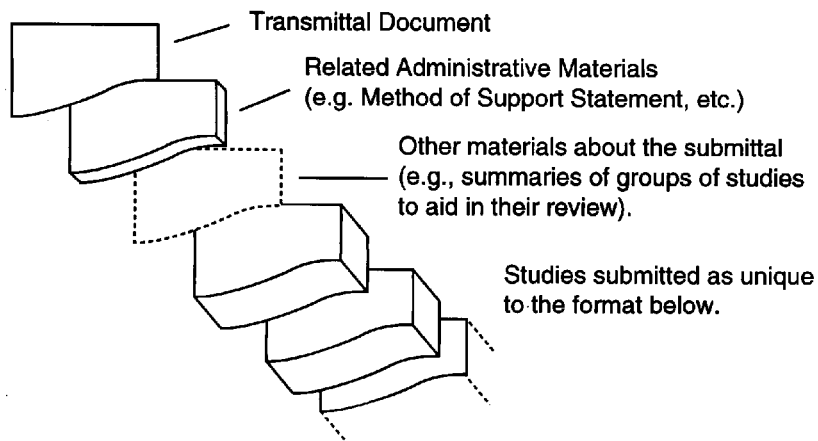 Transmittal Document
Related Administrative Materials
(e.g. Method of Support Statement, etc.)
Other materials about the submittal
(e.g., summaries of groups of studies
to aid in their review).
Studies submitted as unique
to the format below.